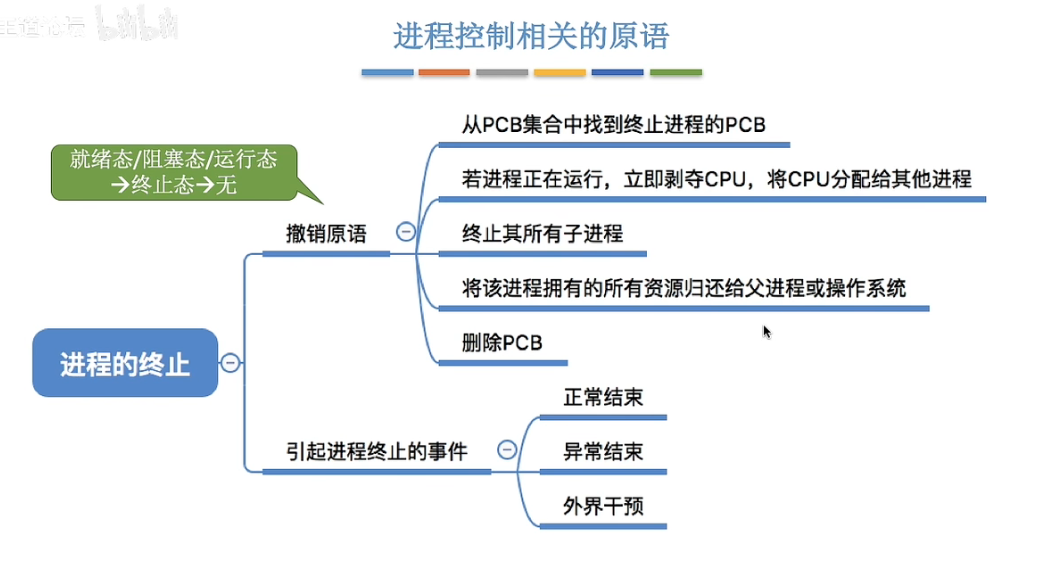 王道论坛 bilibili
进程控制相关的原语
就绪态/阻塞态/运行态
→终止态→无
从PCB集合中找到终止进程的PCB
若进程正在运行，立即剥夺CPU，将CPU分配给其他进程
撤销原语
终止其所有子进程
将该进程拥有的所有资源归还给父进程或操作系统
删除PCB
进程的终止
正常结束
引起进程终止的事件
异常结束
外界干预